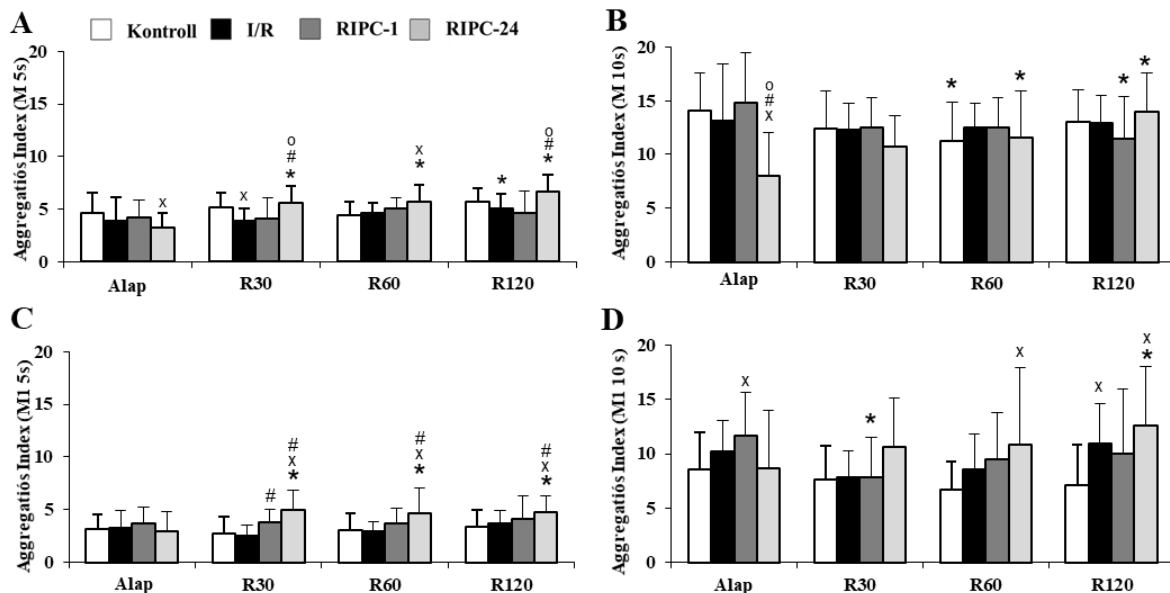 A
Kontroll I/R RIPC-1 RIPC-24
Aggregatiós Index (M 5s)
20
15
10
5
0
x
x
o
#
*
x
*
*
o
#
*
Alap R30 R60 R120
B
Aggregatiós Index (M 10s)
20
15
10
5
0
o
#
x
*
*
*
*
Alap R30 R60 R120
C
Aggregatiós Index (M1 5s)
20
15
10
5
0
#
#
x
*
#
x
*
#
x
*
Alap R30 R60 R120
D
Aggregatiós Index (M1 10 s)
20
15
10
5
0
x
*
x
x
x
*
Alap R30 R60 R120